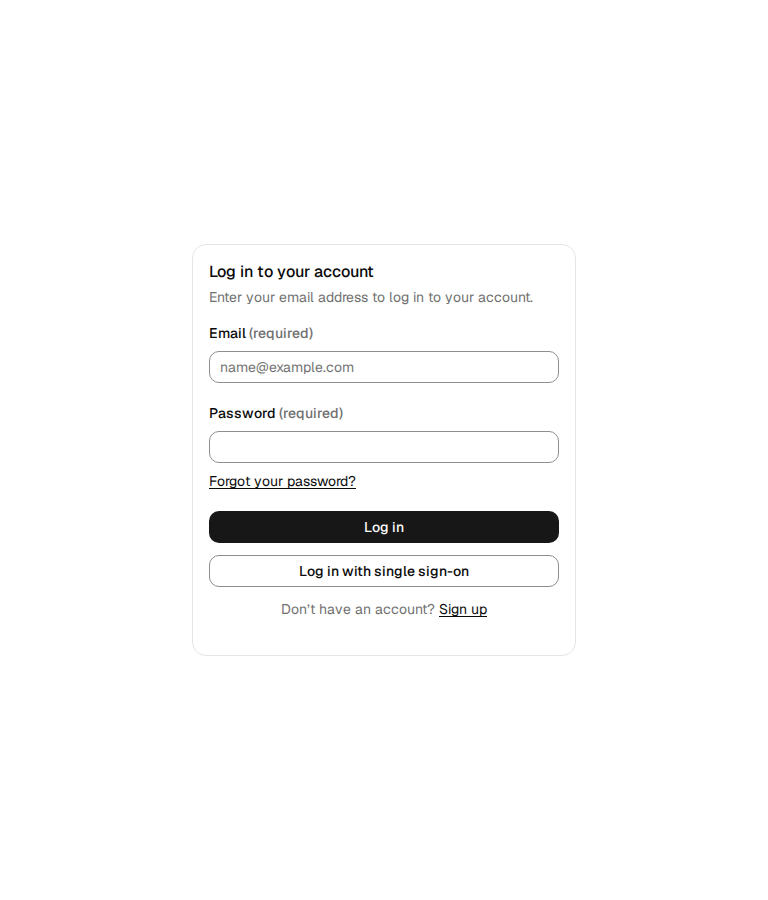 Log in to your account
Enter your email address to log in to your account.
Email (required)
name@example.com
Password (required)
Forgot your password?
Log in
Log in with single sign-on
Don’t have an account? Sign up